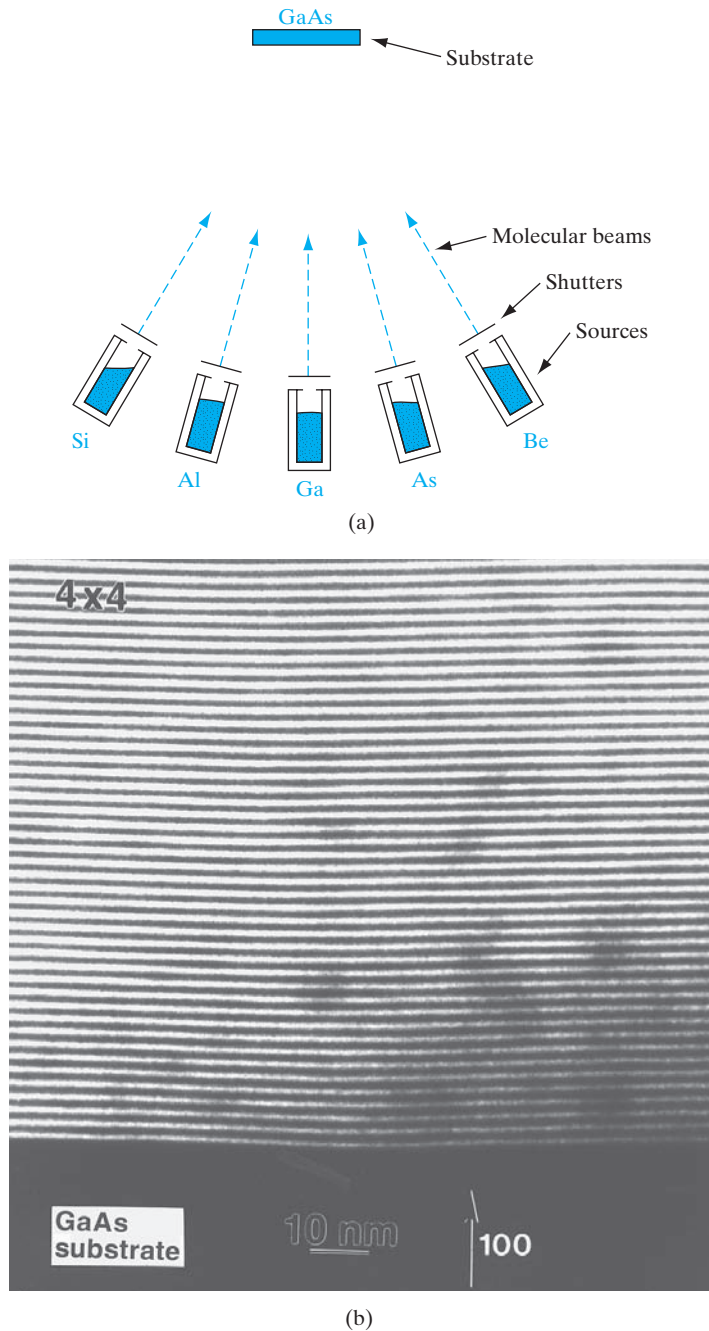 GaAs
Substrate
Molecular beams
Shutters
Sources
Si
Al
Ga
As
Be
(a)
4x4
GaAs
substrate
10 nm
100
(b)